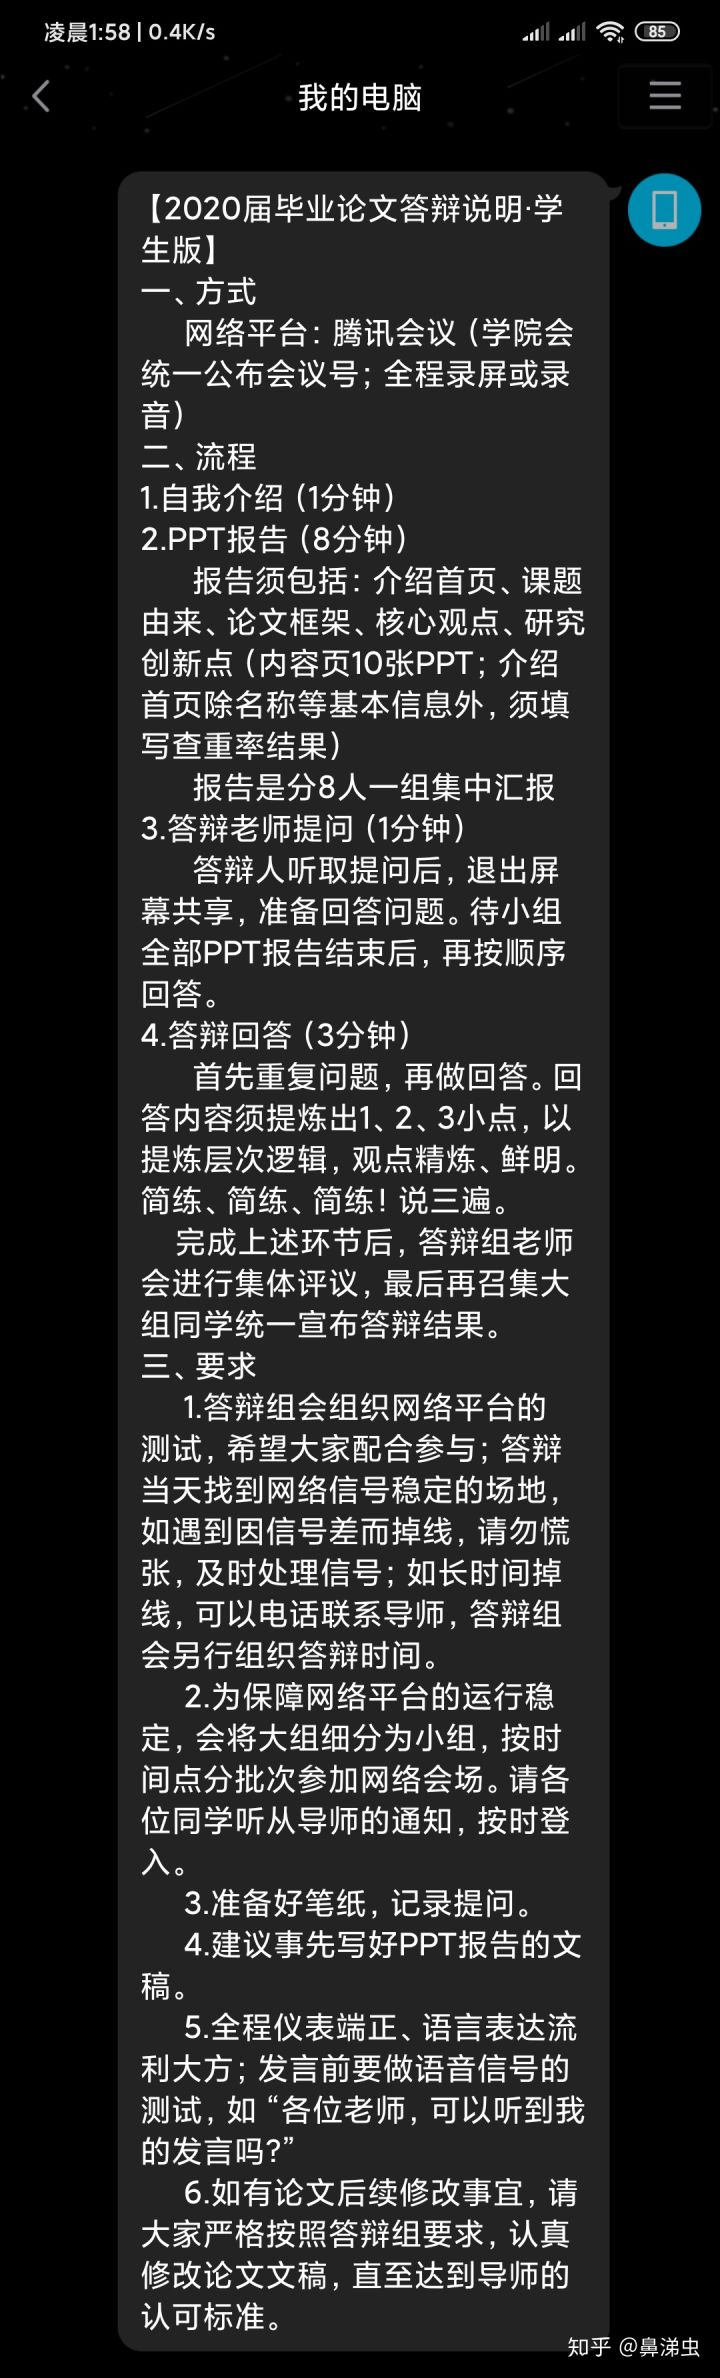 凌晨1:58 | 0.4K/s
85
我的电脑
【2020届毕业论文答辩说明·学
生版】
一、方式
网络平台：腾讯会议（学院会
统一公布会议号；全程录屏或录
音）
二、流程
1.自我介绍（1分钟）
2.PPT报告（8分钟）
报告须包括：介绍首页、课题
由来、论文框架、核心观点、研究
创新点（内容页10张PPT；介绍
首页除名称等基本信息外，须填
写查重率结果）
报告是分8人一组集中汇报
3.答辩老师提问（1分钟）
答辩人听取提问后，退出屏
幕共享，准备回答问题。待小组
全部PPT报告结束后，再按顺序
回答。
4.答辩回答（3分钟）
首先重复问题，再做回答。回
答内容须提炼出1、2、3小点，以
提炼层次逻辑，观点精炼、鲜明。
简练、简练、简练！说三遍。
完成上述环节后，答辩组老师
会进行集体评议，最后再召集大
组同学统一宣布答辩结果。
三、要求
1.答辩组会组织网络平台的
测试，希望大家配合参与；答辩
当天找到网络信号稳定的场地，
如遇到因信号差而掉线，请勿慌
张，及时处理信号；如长时间掉
线，可以电话联系导师，答辩组
会另行组织答辩时间。
2.为保障网络平台的运行稳
定，会将大组细分为小组，按时
间点分批次参加网络会场。请各
位同学听从导师的通知，按时登
入。
3.准备好笔纸，记录提问。
4.建议事先写好PPT报告的文
稿。
5.全程仪表端正、语言表达流
利大方；发言前要做语音信号的
测试，如“各位老师，可以听到我
的发言吗?”
6.如有论文后续修改事宜，请
大家严格按照答辩组要求，认真
修改论文文稿，直至达到导师的
认可标准。
知乎 @鼻涕虫